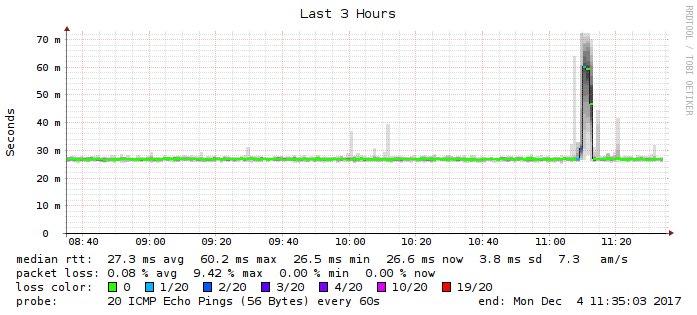 Last 3 Hours
RRDTOOL / TOBI OETIKER
Seconds
70 m
60 m
50 m
40 m
30 m
20 m
10 m
0
08:40 09:00 09:20 09:40 10:00 10:20 10:40 11:00 11:20
median rtt: 27.3 ms avg 60.2 ms max 26.5 ms min 26.6 ms now 3.8 ms sd 7.3 am/s
packet loss: 0.08 % avg 9.42 % max 0.00 % min 0.00 % now
loss color: 0 1/20 2/20 3/20 4/20 10/20 19/20
probe: 20 ICMP Echo Pings (56 Bytes) every 60s end: Mon Dec 4 11:35:03 2017